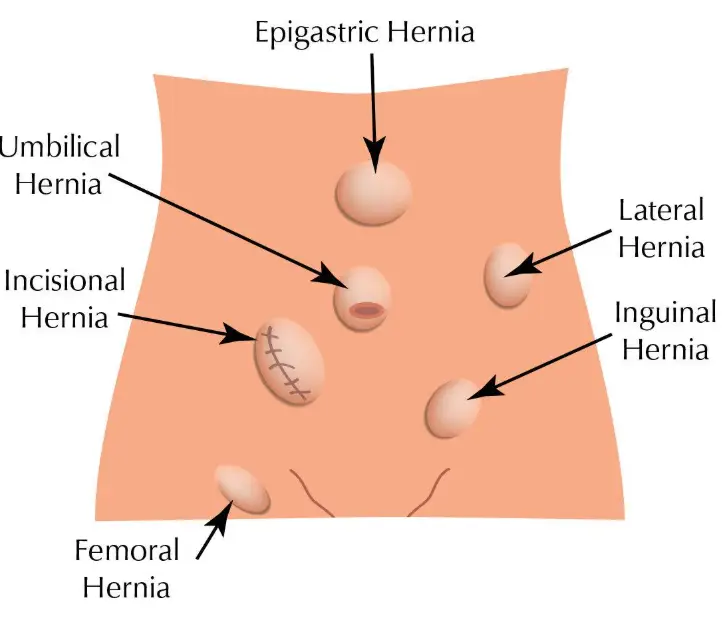 Epigastric Hernia
Umbilical
Hernia
Lateral
Hernia
Incisional
Hernia
Inguinal
Hernia
Femoral
Hernia